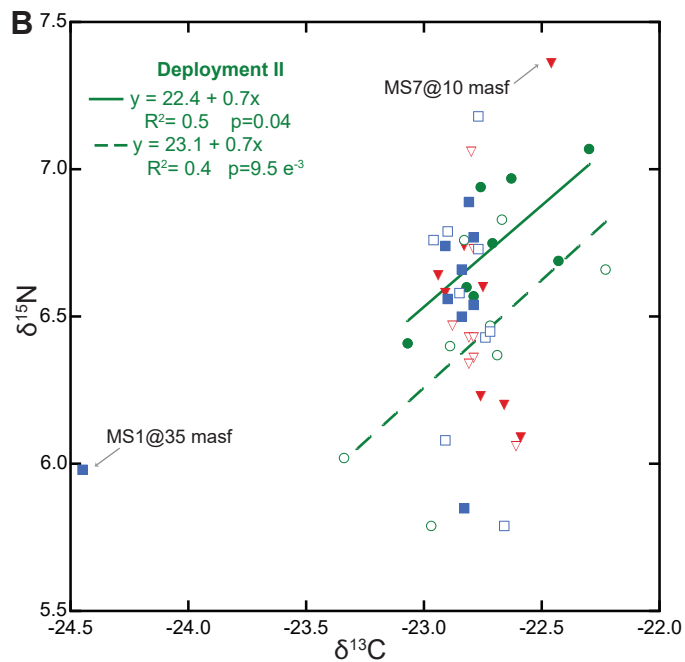 B
7.5
7.0
6.5
6.0
5.5
δ¹⁵N
Deployment II
y = 22.4 + 0.7x
R²= 0.5 p=0.04
y = 23.1 + 0.7x
R²= 0.4 p=9.5 e⁻³
MS7@10 masf
MS1@35 masf
-24.5 -24.0 -23.5 -23.0 -22.5 -22.0
δ¹³C